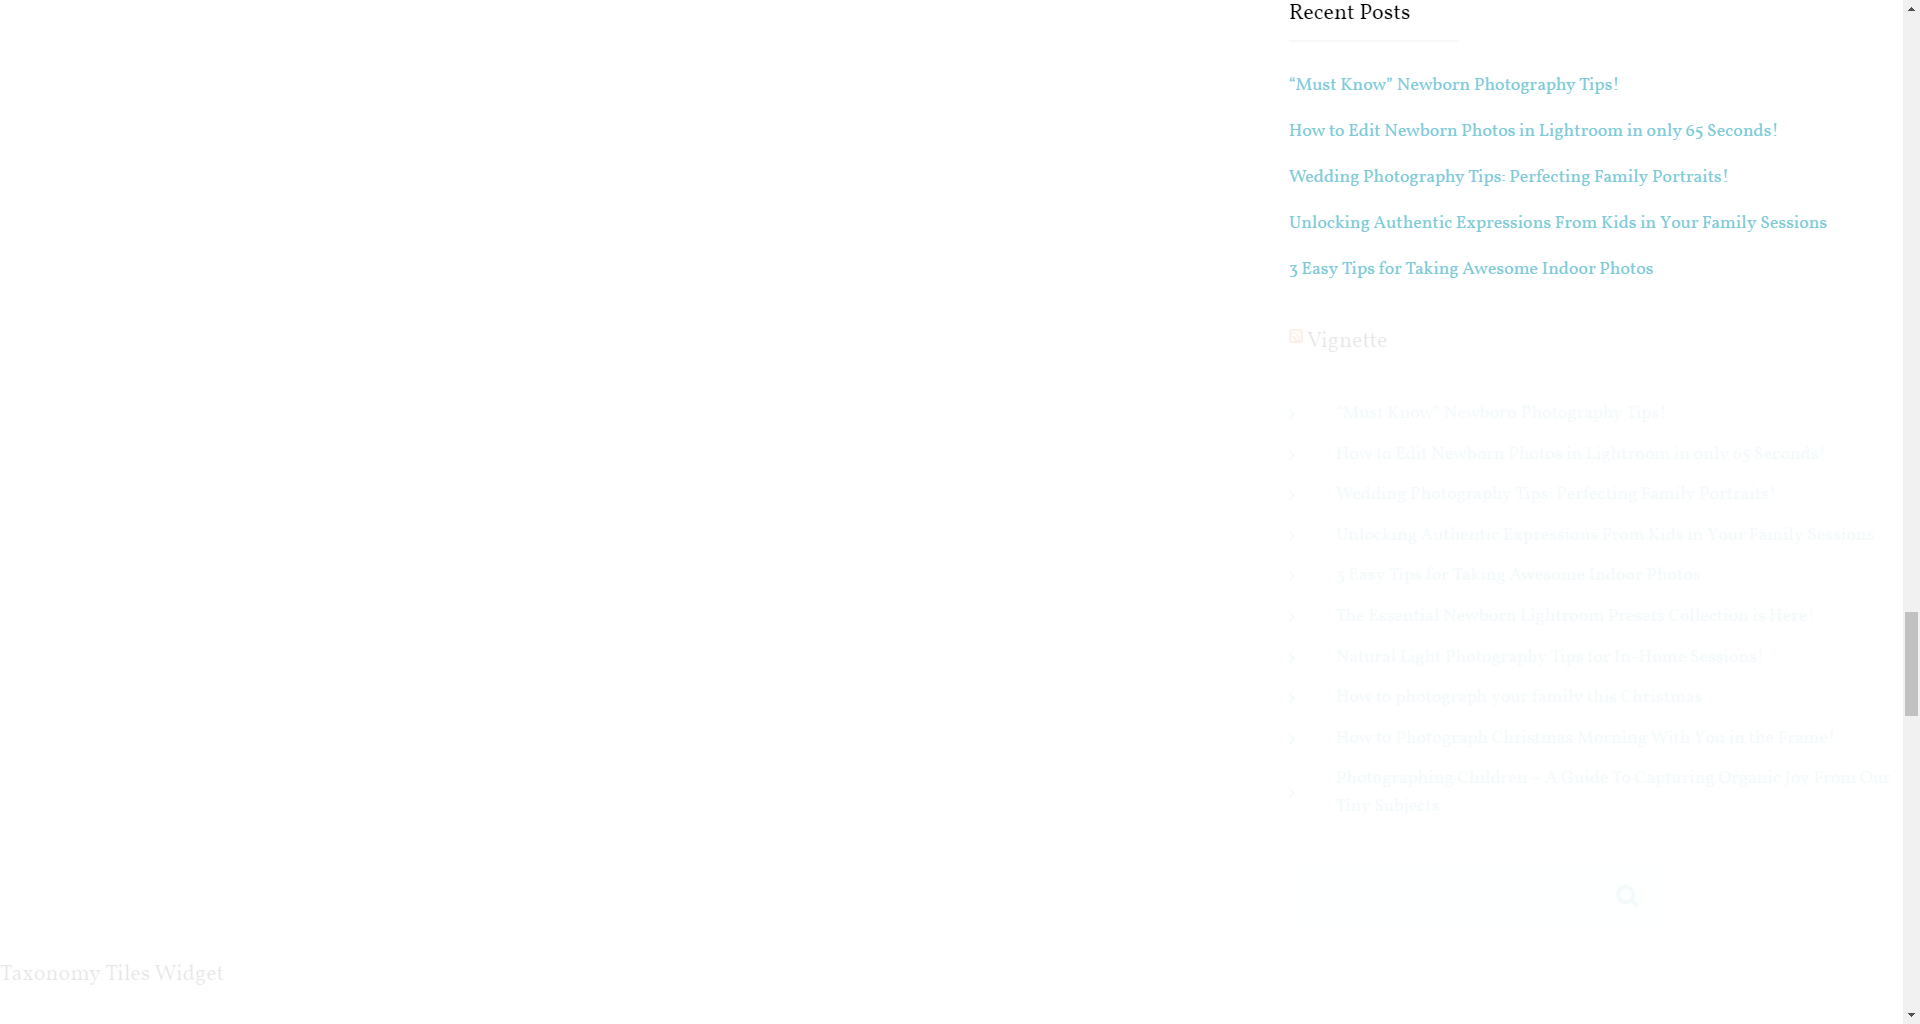 Recent Posts
“Must Know” Newborn Photography Tips!
How to Edit Newborn Photos in Lightroom in only 65 Seconds!
Wedding Photography Tips: Perfecting Family Portraits!
Unlocking Authentic Expressions From Kids in Your Family Sessions
3 Easy Tips for Taking Awesome Indoor Photos
Vignette
“Must Know” Newborn Photography Tips!
How to Edit Newborn Photos in Lightroom in only 65 Seconds!
Wedding Photography Tips: Perfecting Family Portraits!
Unlocking Authentic Expressions From Kids in Your Family Sessions
3 Easy Tips for Taking Awesome Indoor Photos
The Essential Newborn Lightroom Presets Collection is Here!
Natural Light Photography Tips for In-Home Sessions!
How to photograph your family this Christmas
How to Photograph Christmas Morning With You in the Frame!
Photographing Children – A Guide To Capturing Organic Joy From Our
Tiny Subjects
Taxonomy Tiles Widget